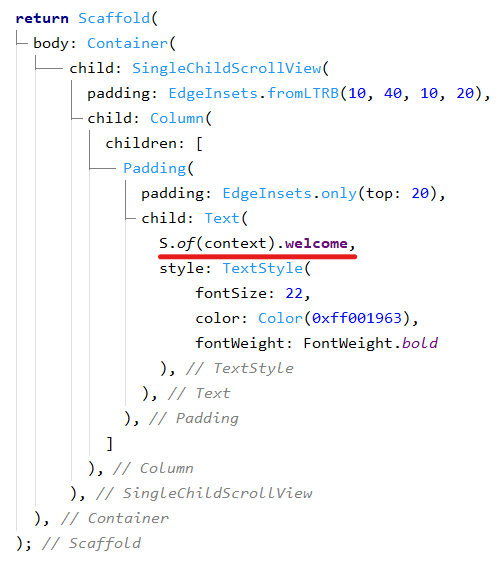 return Scaffold(
body: Container(
child: SingleChildScrollView(
padding: EdgeInsets.fromLTRB(10, 40, 10, 20),
child: Column(
children: [
Padding(
padding: EdgeInsets.only(top: 20),
child: Text(
S.of(context).welcome,
style: TextStyle(
fontSize: 22,
color: Color(0xff001963),
fontWeight: FontWeight.bold
), // TextStyle
), // Text
), // Padding
]
), // Column
), // SingleChildScrollView
), // Container
); // Scaffold